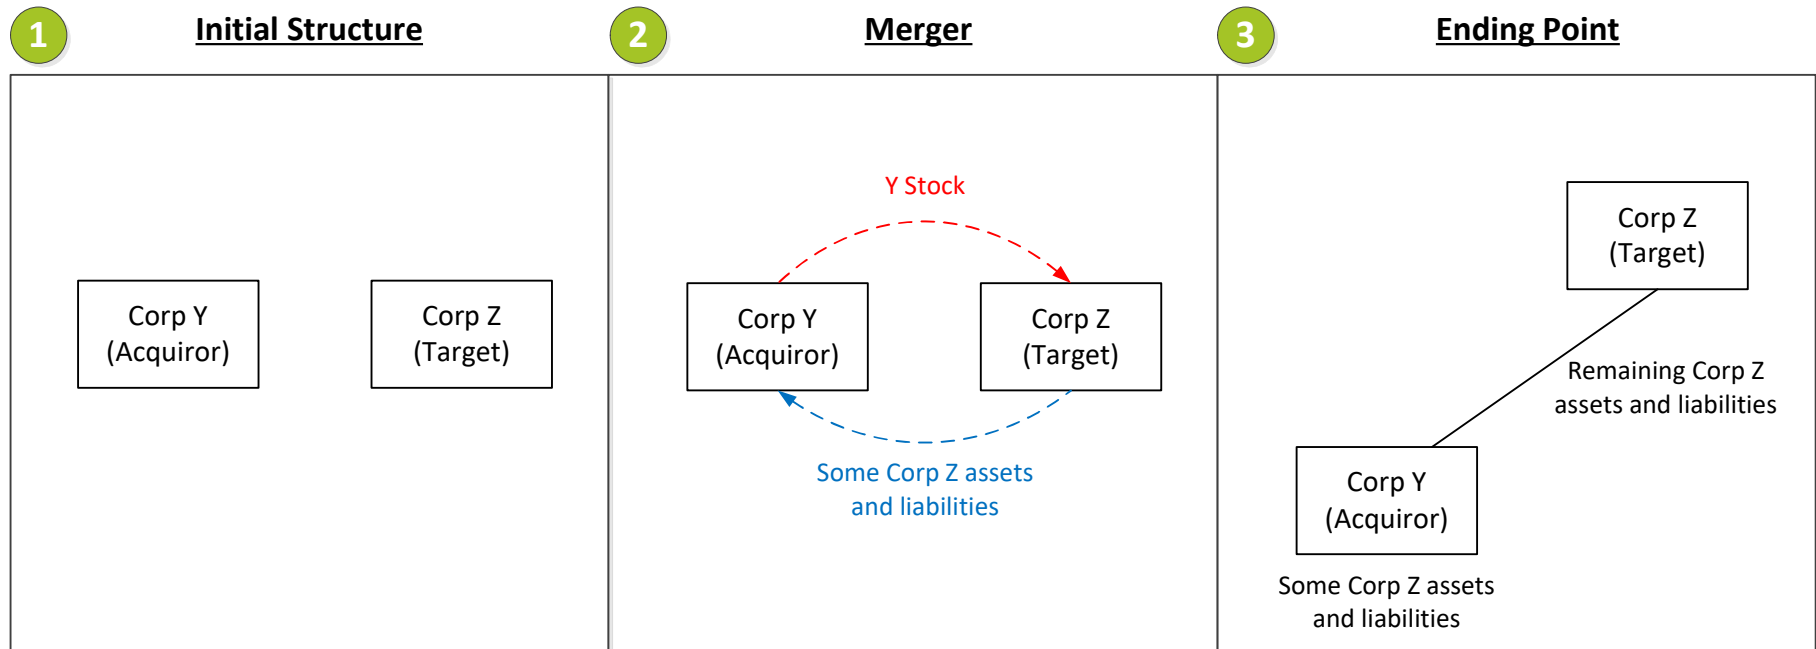 1
Initial Structure
Corp Y
(Acquiror)
Corp Z
(Target)
2
Merger
Y Stock
Corp Y
(Acquiror)
Corp Z
(Target)
Some Corp Z assets
and liabilities
3
Ending Point
Corp Z
(Target)
Remaining Corp Z
assets and liabilities
Corp Y
(Acquiror)
Some Corp Z assets
and liabilities